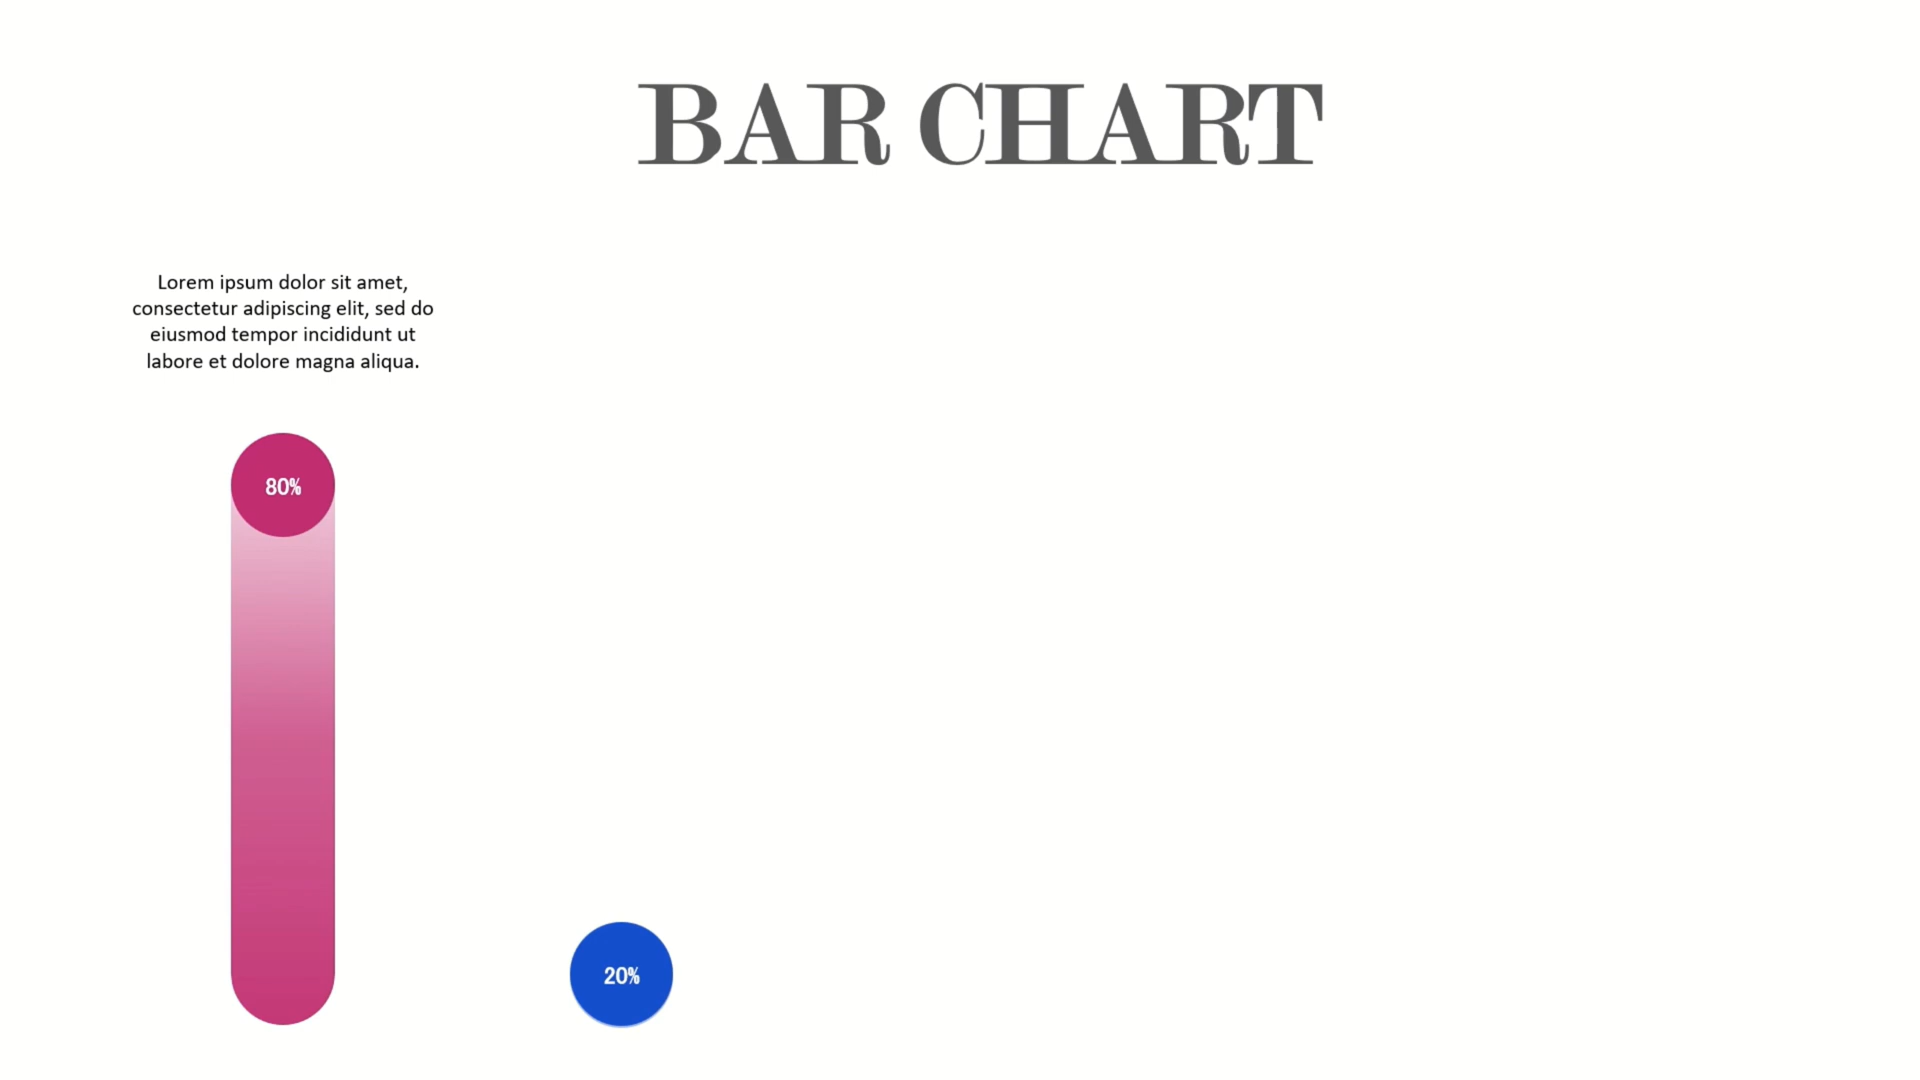 BAR CHART
Lorem ipsum dolor sit amet,
consectetur adipiscing elit, sed do
eiusmod tempor incididunt ut
labore et dolore magna aliqua.
80%
20%